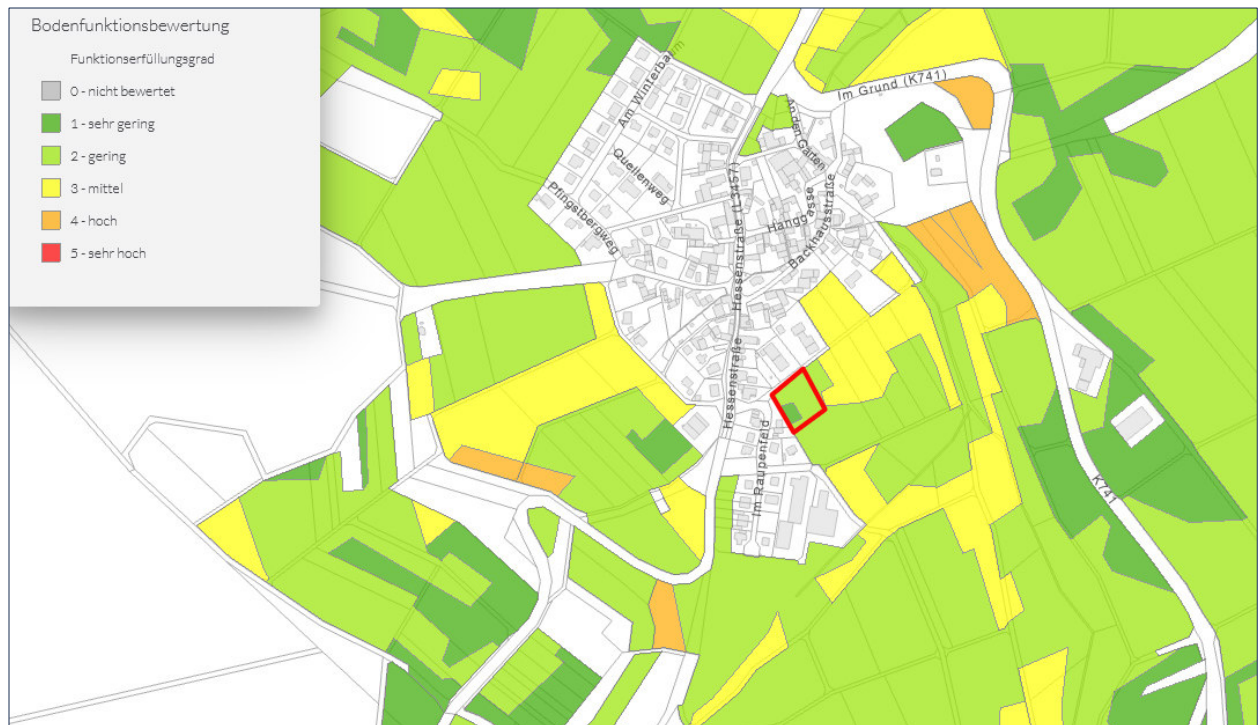 Bodenfunktionsbewertung
Funktionserfüllungsgrad
0 - nicht bewertet
1 - sehr gering
2 - gering
3 - mittel
4 - hoch
5 - sehr hoch
Am Winterbaum
Im Grund (K741)
An den Gärten
Quellenweg
Pfingstbergweg
Hessenstraße (L3457)
Hanggasse
Backhausstraße
Hessenstraße
Im Raupenfeld
K741